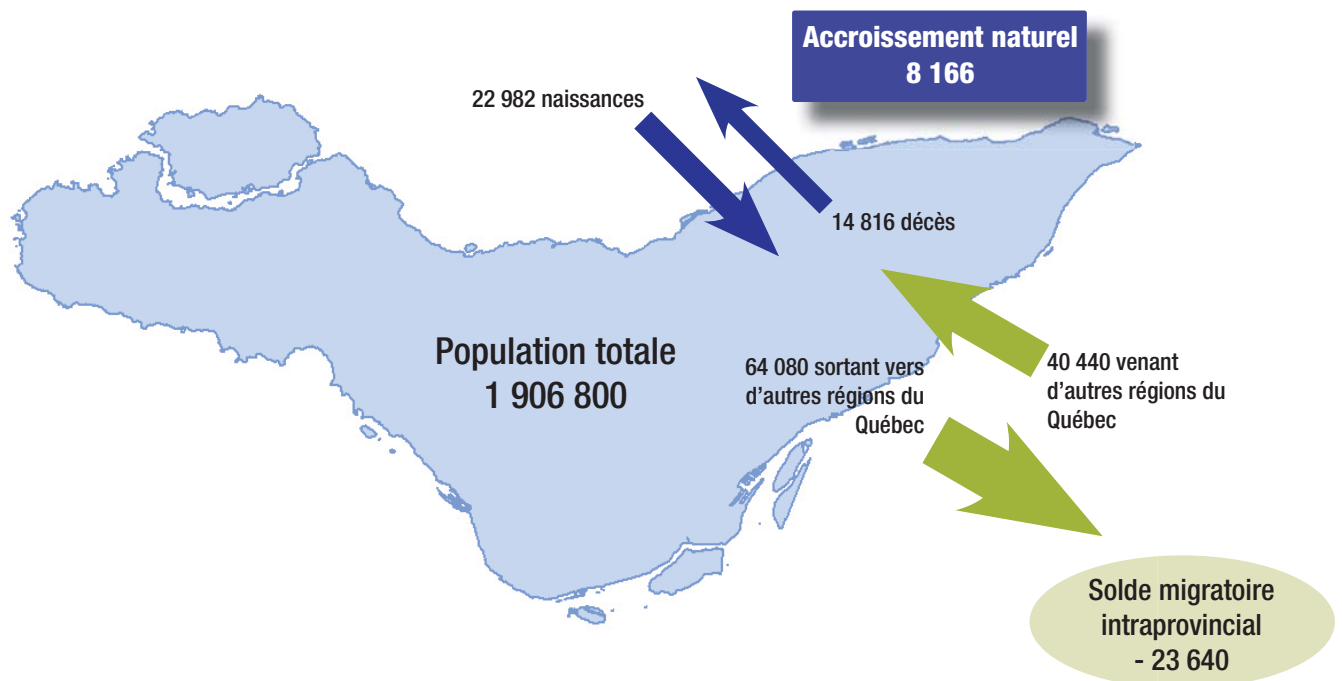 Accroissement naturel
8 166
22 982 naissances
14 816 décès
Population totale
1 906 800
64 080 sortant vers
d'autres régions du
Québec
40 440 venant
d'autres régions du
Québec
Solde migratoire
intraprovincial
- 23 640